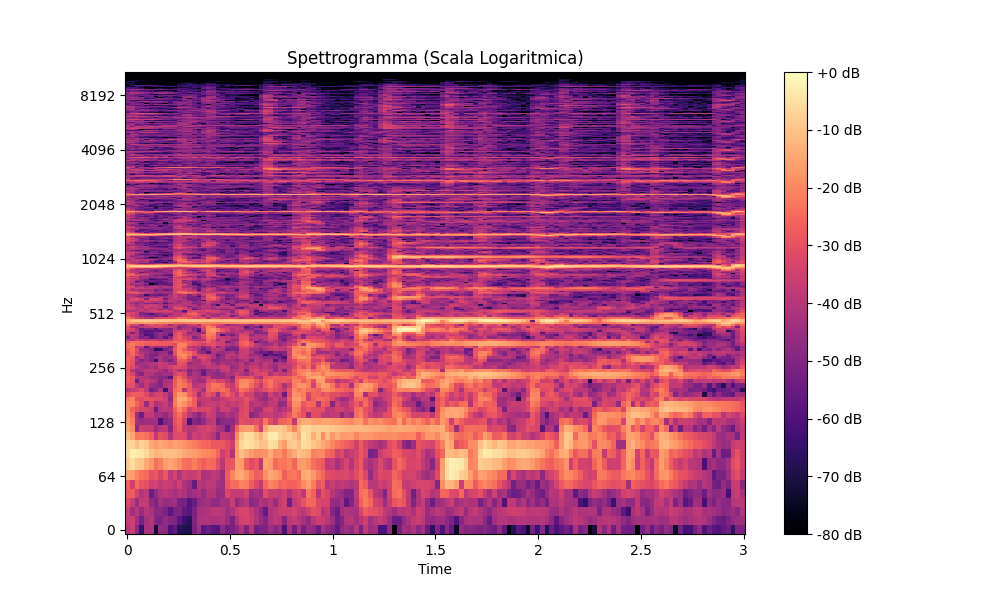 Spettrogramma (Scala Logaritmica)
Hz
8192
4096
2048
1024
512
256
128
64
0
0 0.5 1 1.5 2 2.5 3
Time
+0 dB
-10 dB
-20 dB
-30 dB
-40 dB
-50 dB
-60 dB
-70 dB
-80 dB